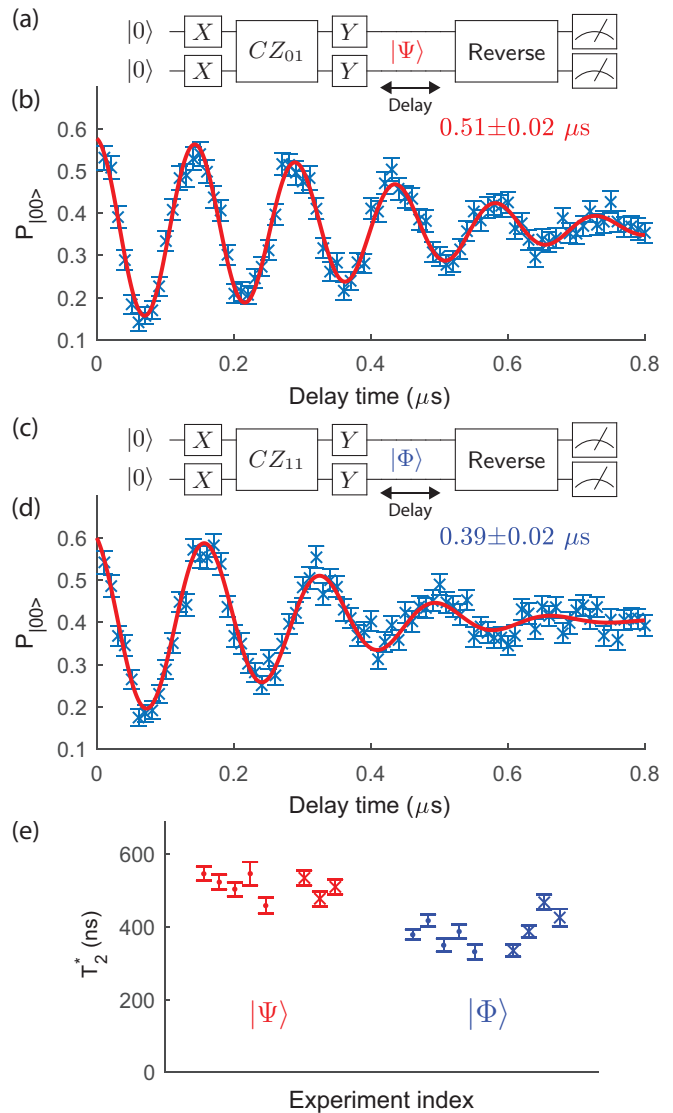 (a)
|0⟩ X CZ₀₁ Y |Ψ⟩ Reverse
|0⟩ X Y Delay
(b)
0.51±0.02 μs
P|00>
0.6
0.5
0.4
0.3
0.2
0.1
0 0.2 0.4 0.6 0.8
Delay time (μs)
(c)
|0⟩ X CZ₁₁ Y |Φ⟩ Reverse
|0⟩ X Y Delay
(d)
0.39±0.02 μs
P|00>
0.6
0.5
0.4
0.3
0.2
0.1
0 0.2 0.4 0.6 0.8
Delay time (μs)
(e)
T₂* (ns)
600
400
200
0
|Ψ⟩ |Φ⟩
Experiment index